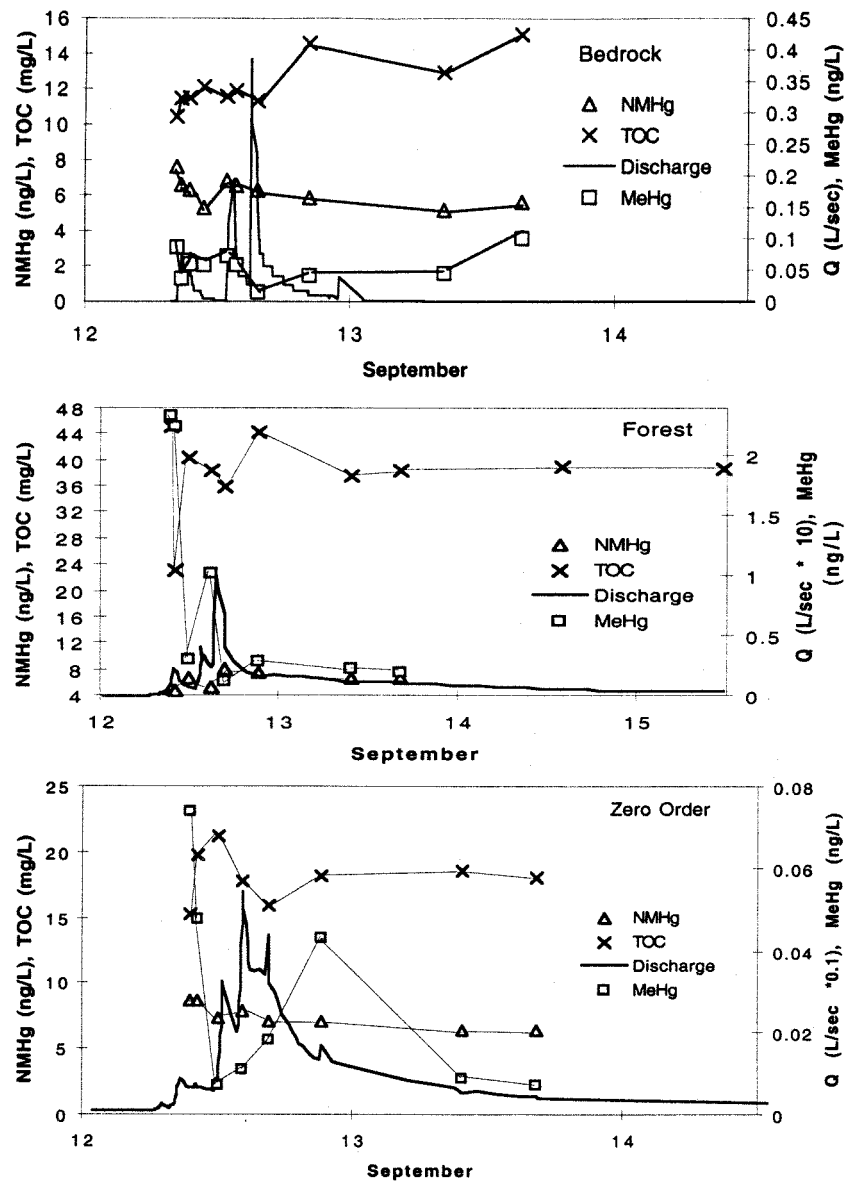 Bedrock
NMHg
TOC
Discharge
MeHg
NMHg (ng/L), TOC (mg/L)
16
14
12
10
8
6
4
2
0
Q (L/sec), MeHg (ng/L)
0.45
0.4
0.35
0.3
0.25
0.2
0.15
0.1
0.05
0
12 13 14
September
Forest
NMHg
TOC
Discharge
MeHg
NMHg (ng/L), TOC (mg/L)
48
44
40
36
32
28
24
20
16
12
8
4
Q (L/sec * 10), MeHg
(ng/L)
2
1.5
1
0.5
0
12 13 14 15
September
Zero Order
NMHg
TOC
Discharge
MeHg
NMHg (ng/L), TOC (mg/L)
25
20
15
10
5
0
Q (L/sec *0.1), MeHg (ng/L)
0.08
0.06
0.04
0.02
0
12 13 14
September